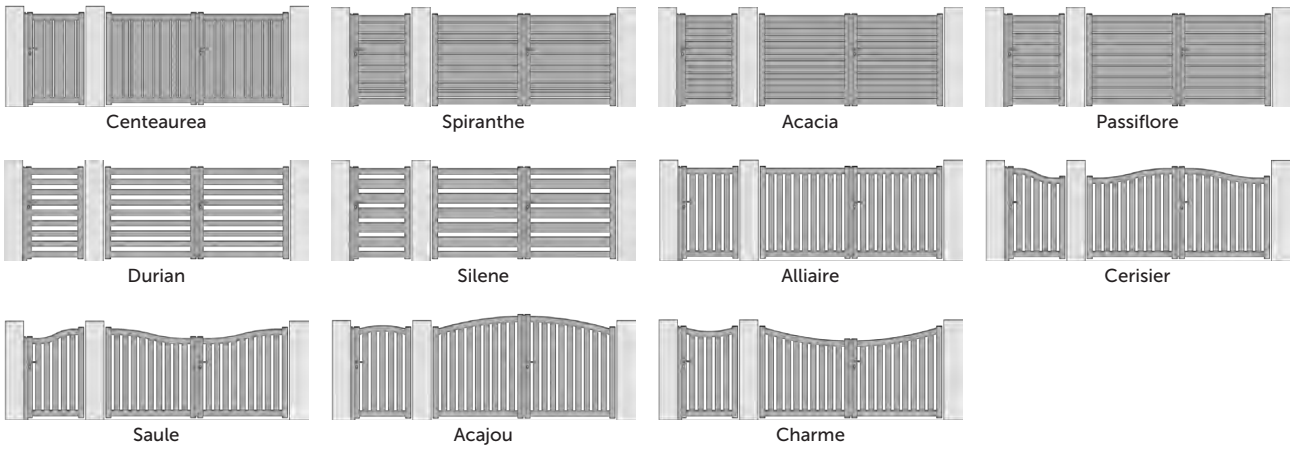 Centeaurea
Spiranthe
Acacia
Passiflore
Durian
Silene
Alliaire
Cerisier
Saule
Acajou
Charme